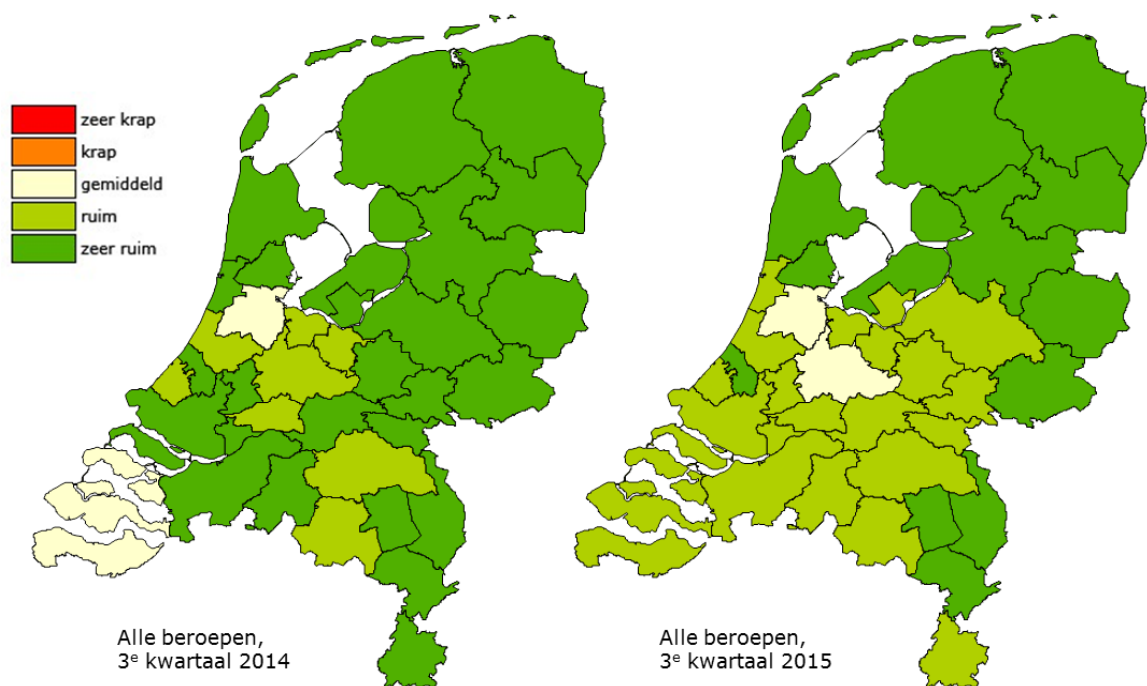 zeer krap
krap
gemiddeld
ruim
zeer ruim
Alle beroepen,
3e kwartaal 2014
Alle beroepen,
3e kwartaal 2015